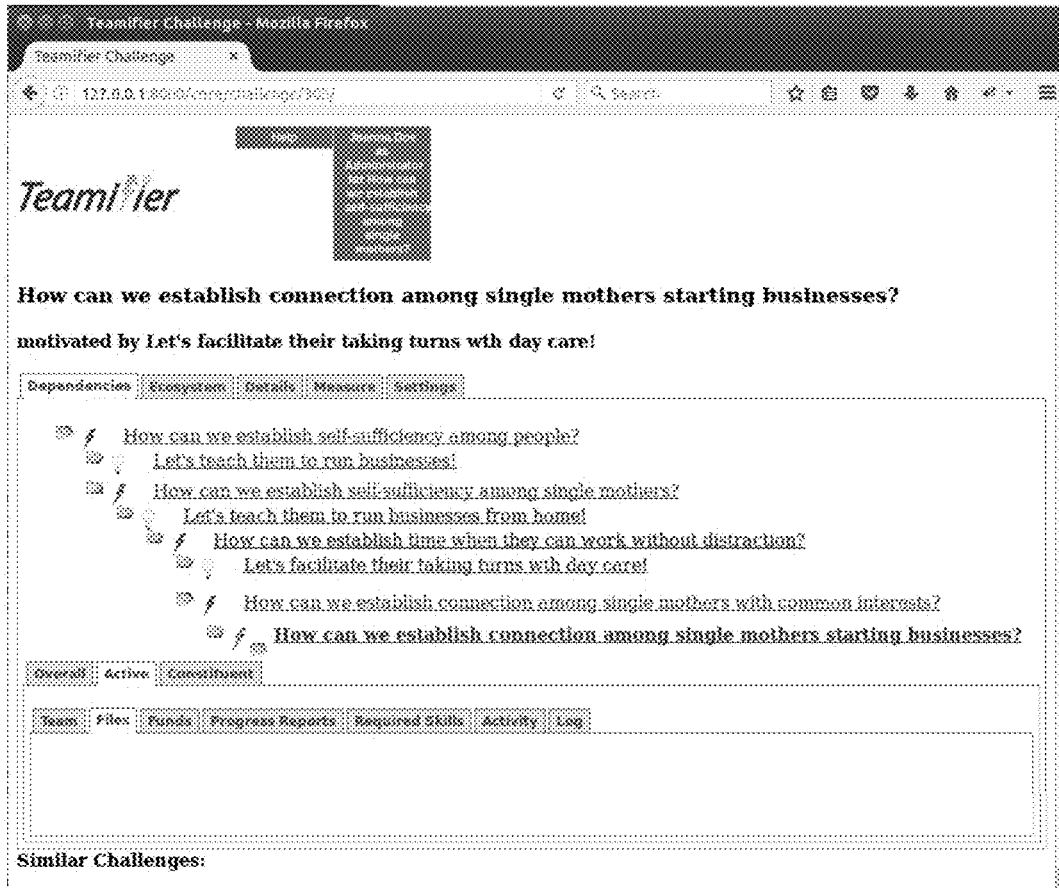 Teamifier Challenge - Mozilla Firefox
Teamifier Challenge ×
Search
Teamifier
How can we establish connection among single mothers starting businesses?
motivated by Let's facilitate their taking turns wth day care!
Dependencies Ecosystem Details Measure Settings
How can we establish self-sufficiency among people?
Let's teach them to run businesses!
How can we establish self-sufficiency among single mothers?
Let's teach them to run businesses from home!
How can we establish time when they can work without distraction?
Let's facilitate their taking turns wth day care!
How can we establish connection among single mothers with common interests?
How can we establish connection among single mothers starting businesses?
Overall Active Constituent
Team Files Funds Progress Reports Required Skills Activity Log
Similar Challenges: